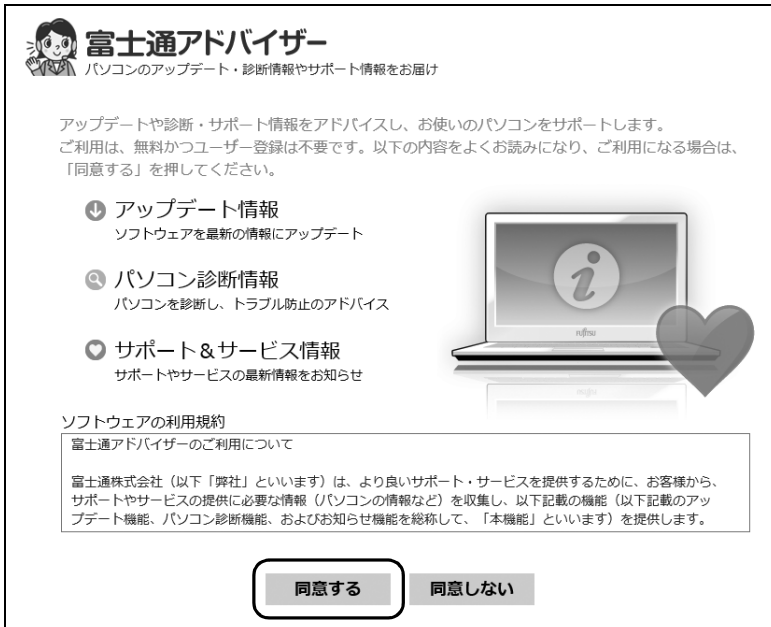 富士通アドバイザー
パソコンのアップデート・診断情報やサポート情報をお届け
アップデートや診断・サポート情報をアドバイスし、お使いのパソコンをサポートします。
ご利用は、無料かつユーザー登録は不要です。以下の内容をよくお読みになり、ご利用になる場合は、
「同意する」を押してください。
アップデート情報
ソフトウェアを最新の情報にアップデート
パソコン診断情報
パソコンを診断し、トラブル防止のアドバイス
サポート＆サービス情報
サポートやサービスの最新情報をお知らせ
i
FUJITSU
ソフトウェアの利用規約
富士通アドバイザーのご利用について
富士通株式会社（以下「弊社」といいます）は、より良いサポート・サービスを提供するために、お客様から、
サポートやサービスの提供に必要な情報（パソコンの情報など）を収集し、以下記載の機能（以下記載のアッ
プデート機能、パソコン診断機能、およびお知らせ機能を総称して、「本機能」といいます）を提供します。
同意する
同意しない